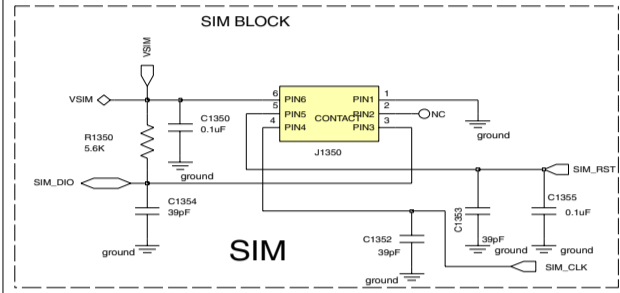 SIM BLOCK
VSIM
VSIM
6
PIN6
PIN1
1
5
PIN5
CONTACT
PIN2
2
NC
4
PIN4
PIN3
3
J1350
C1350
0.1uF
ground
ground
R1350
5.6K
SIM_DIO
C1354
39pF
ground
SIM_RST
C1353
39pF
ground
C1355
0.1uF
ground
SIM
C1352
39pF
ground
SIM_CLK